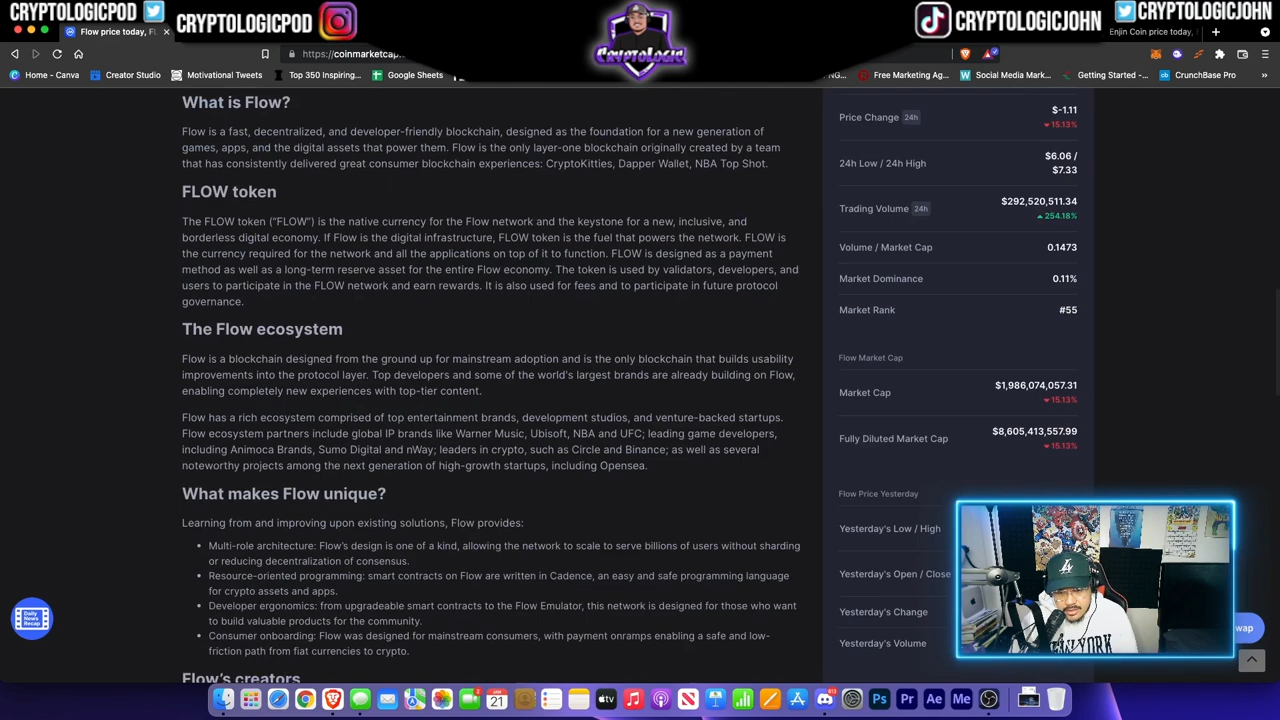 CRYPTOLOGICPOD
CRYPTOLOGICPOD
CRYPTOLOGIC
CRYPTOLOGICJOHN
CRYPTOLOGICJOHN
Flow price today, Fl
Enjin Coin price today,
https://coinmarketcap.
Home - Canva
Creator Studio
Motivational Tweets
Top 350 Inspiring...
Google Sheets
NG...
Free Marketing Ag...
Social Media Mark...
Getting Started -...
CrunchBase Pro
What is Flow?
Flow is a fast, decentralized, and developer-friendly blockchain, designed as the foundation for a new generation of
games, apps, and the digital assets that power them. Flow is the only layer-one blockchain originally created by a team
that has consistently delivered great consumer blockchain experiences: CryptoKitties, Dapper Wallet, NBA Top Shot.
FLOW token
The FLOW token (“FLOW”) is the native currency for the Flow network and the keystone for a new, inclusive, and
borderless digital economy. If Flow is the digital infrastructure, FLOW token is the fuel that powers the network. FLOW is
the currency required for the network and all the applications on top of it to function. FLOW is designed as a payment
method as well as a long-term reserve asset for the entire Flow economy. The token is used by validators, developers, and
users to participate in the FLOW network and earn rewards. It is also used for fees and to participate in future protocol
governance.
The Flow ecosystem
Flow is a blockchain designed from the ground up for mainstream adoption and is the only blockchain that builds usability
improvements into the protocol layer. Top developers and some of the world's largest brands are already building on Flow,
enabling completely new experiences with top-tier content.
Flow has a rich ecosystem comprised of top entertainment brands, development studios, and venture-backed startups.
Flow ecosystem partners include global IP brands like Warner Music, Ubisoft, NBA and UFC; leading game developers,
including Animoca Brands, Sumo Digital and nWay; leaders in crypto, such as Circle and Binance; as well as several
noteworthy projects among the next generation of high-growth startups, including Opensea.
What makes Flow unique?
Learning from and improving upon existing solutions, Flow provides:
• Multi-role architecture: Flow’s design is one of a kind, allowing the network to scale to serve billions of users without sharding
or reducing decentralization of consensus.
• Resource-oriented programming: smart contracts on Flow are written in Cadence, an easy and safe programming language
for crypto assets and apps.
• Developer ergonomics: from upgradeable smart contracts to the Flow Emulator, this network is designed for those who want
to build valuable products for the community.
• Consumer onboarding: Flow was designed for mainstream consumers, with payment onramps enabling a safe and low-
friction path from fiat currencies to crypto.
Flow’s creators
Price Change 24h
$-1.11
15.13%
24h Low / 24h High
$6.06 /
$7.33
Trading Volume 24h
$292,520,511.34
254.18%
Volume / Market Cap
0.1473
Market Dominance
0.11%
Market Rank
#55
Flow Market Cap
Market Cap
$1,986,074,057.31
15.13%
Fully Diluted Market Cap
$8,605,413,557.99
15.13%
Flow Price Yesterday
Yesterday's Low / High
Yesterday's Open / Close
Yesterday's Change
Yesterday's Volume
wap
Daily
News
Recap
LA
NEW YORK
JAN
21
Ps
Pr
Ae
Me